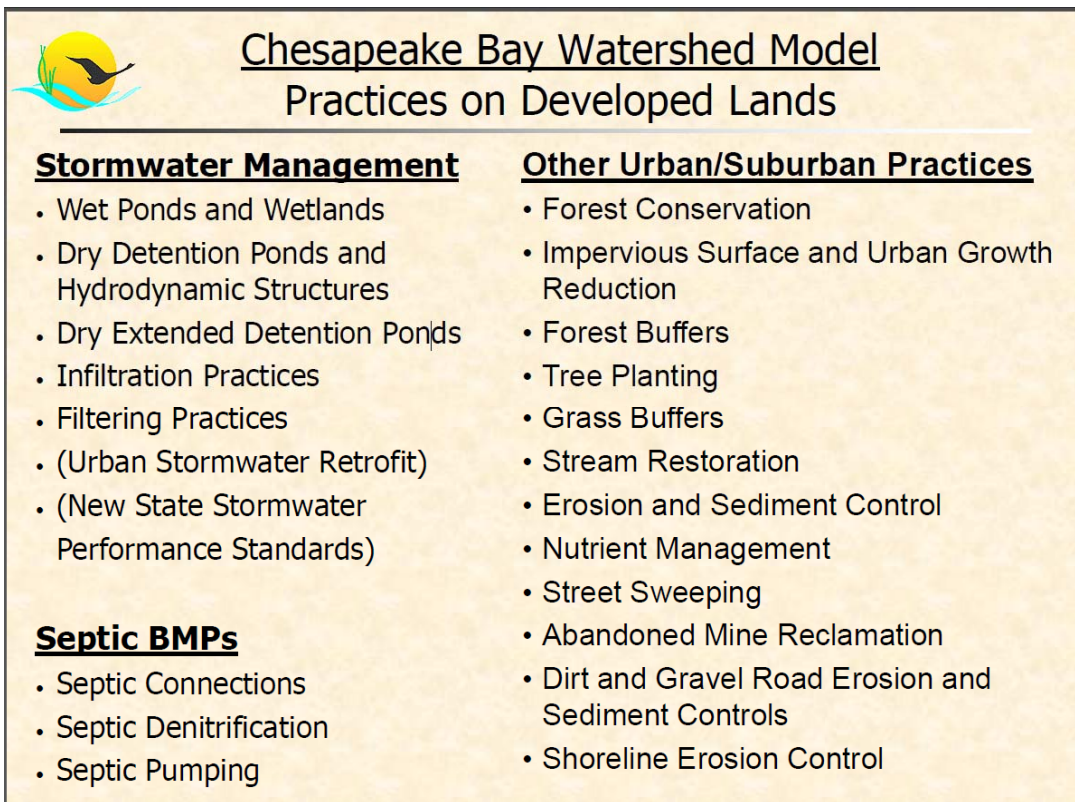 Chesapeake Bay Watershed Model
Practices on Developed Lands
Stormwater Management
• Wet Ponds and Wetlands
• Dry Detention Ponds and
Hydrodynamic Structures
• Dry Extended Detention Ponds
• Infiltration Practices
• Filtering Practices
• (Urban Stormwater Retrofit)
• (New State Stormwater
Performance Standards)
Septic BMPs
• Septic Connections
• Septic Denitrification
• Septic Pumping
Other Urban/Suburban Practices
• Forest Conservation
• Impervious Surface and Urban Growth
Reduction
• Forest Buffers
• Tree Planting
• Grass Buffers
• Stream Restoration
• Erosion and Sediment Control
• Nutrient Management
• Street Sweeping
• Abandoned Mine Reclamation
• Dirt and Gravel Road Erosion and
Sediment Controls
• Shoreline Erosion Control